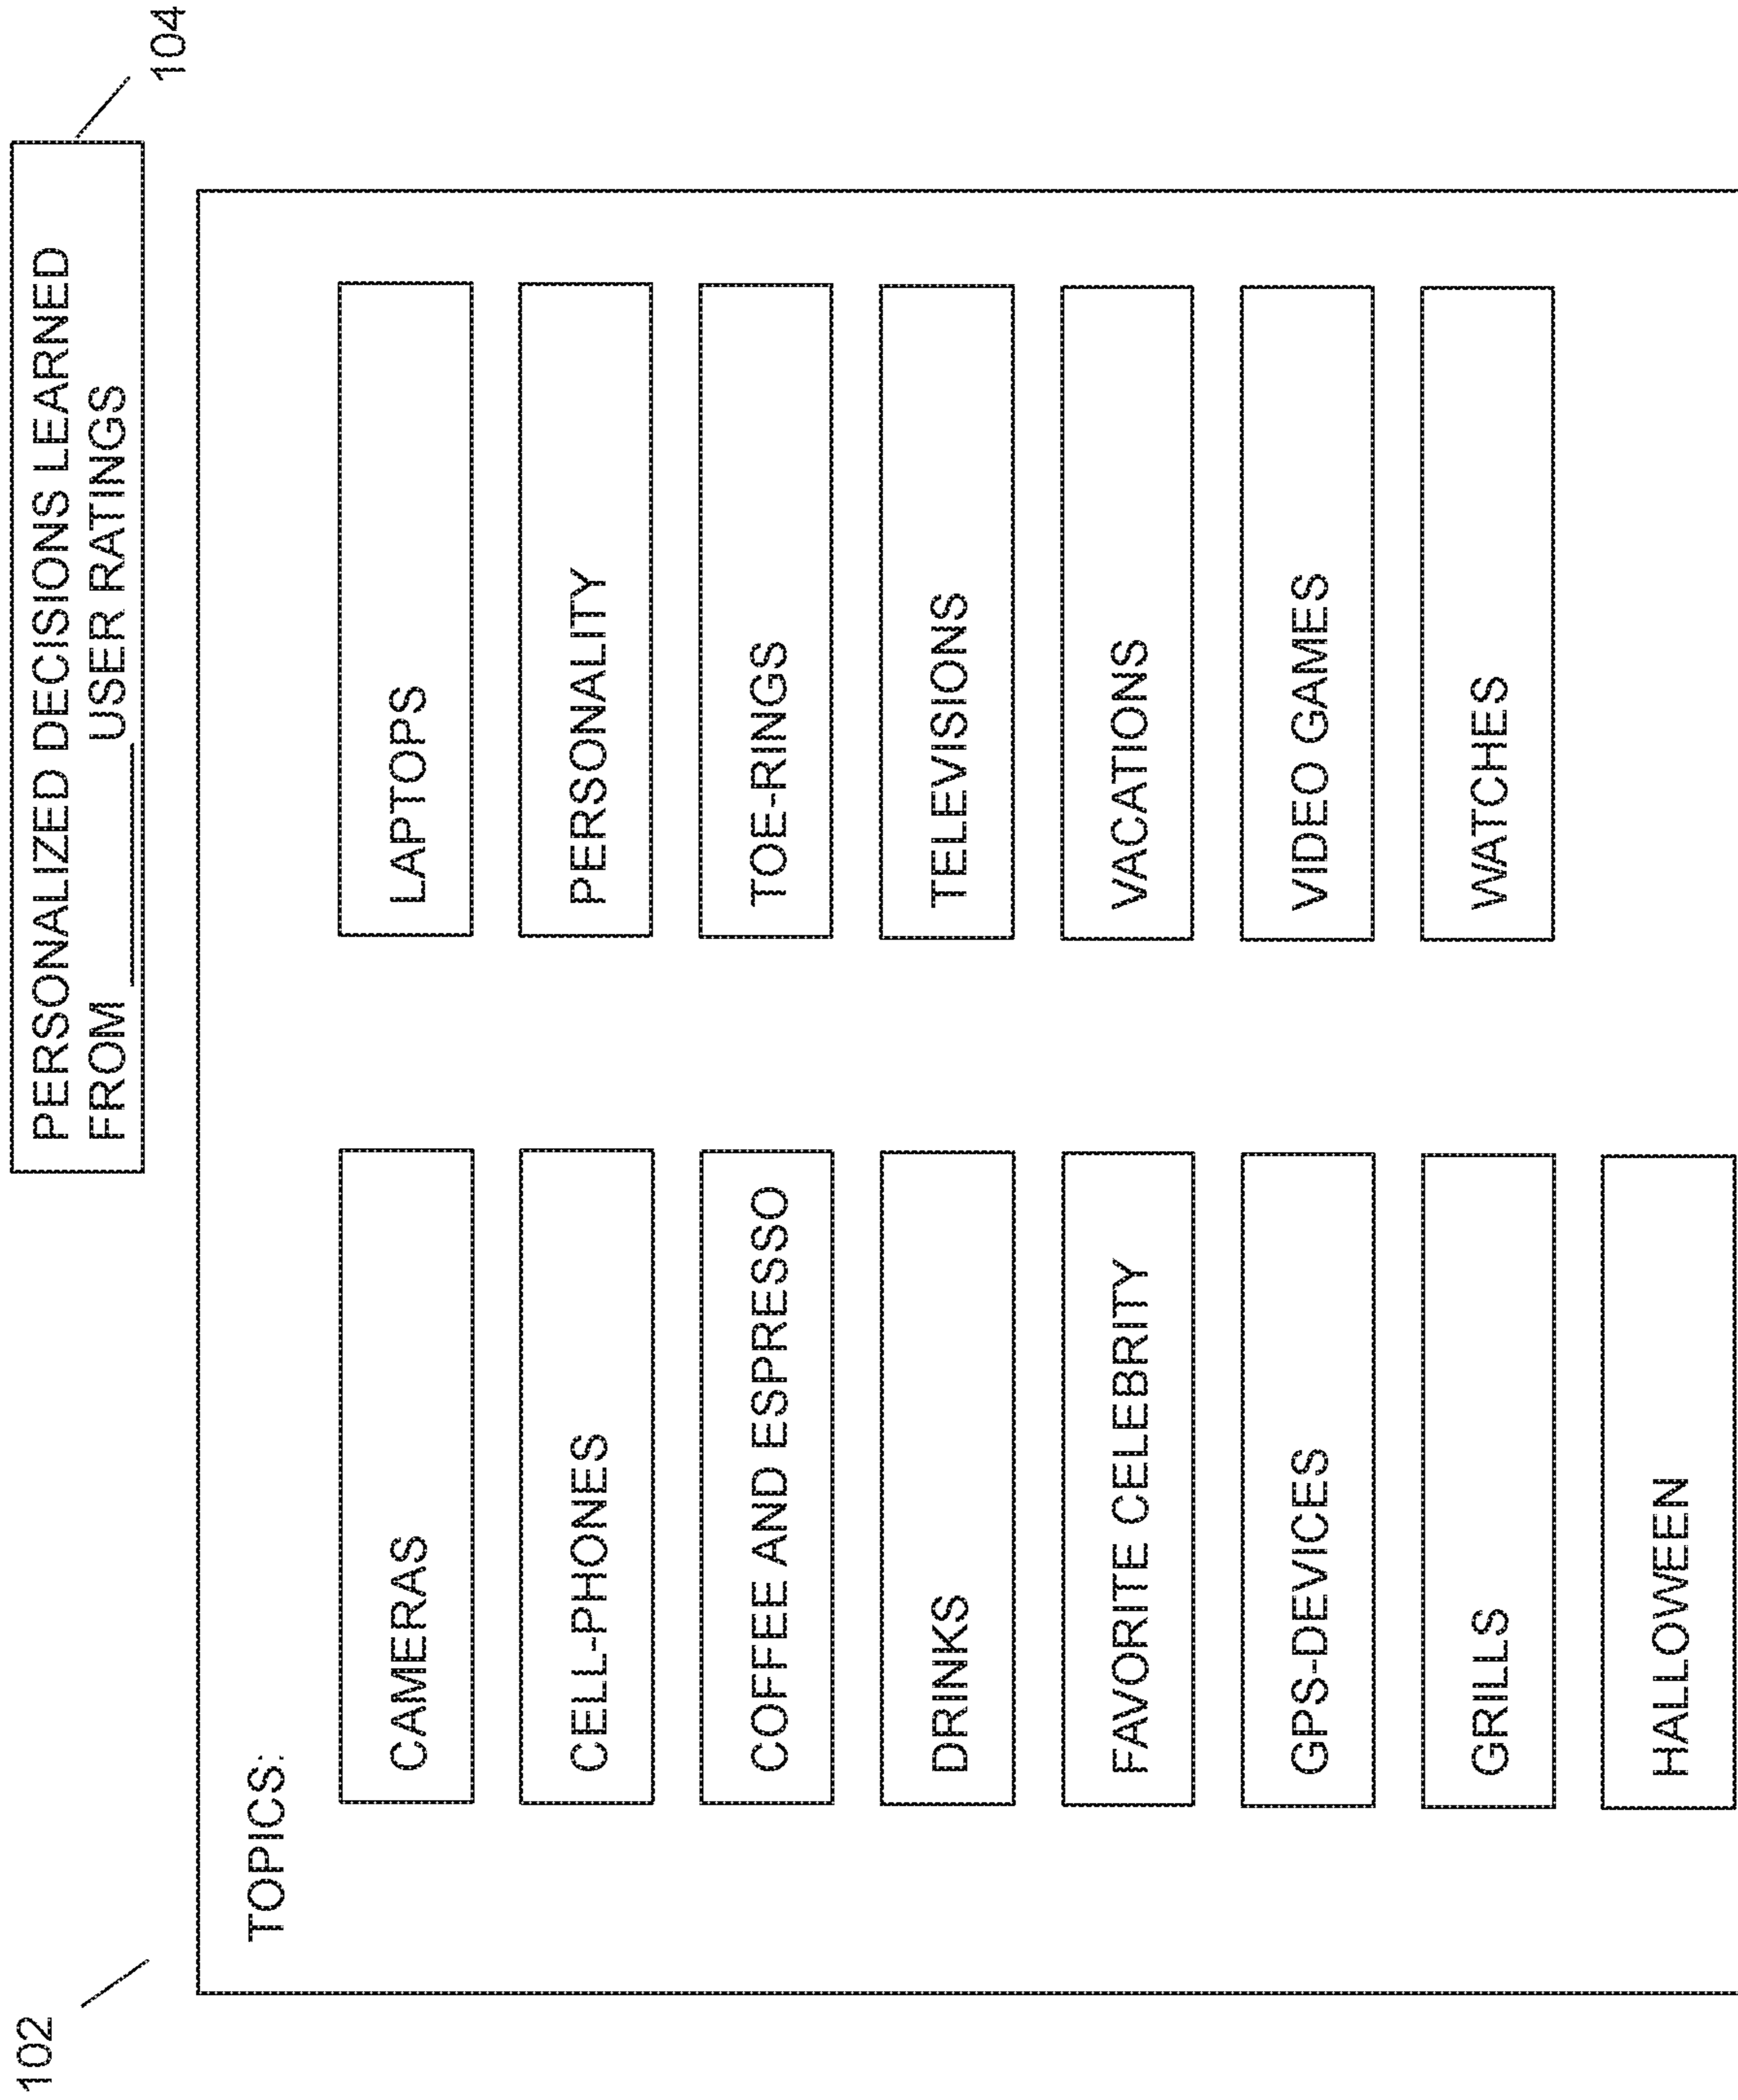 102
PERSONALIZED DECISIONS LEARNED
FROM ________ USER RATINGS
104
TOPICS:
CAMERAS
CELL-PHONES
COFFEE AND ESPRESSO
DRINKS
FAVORITE CELEBRITY
GPS-DEVICES
GRILLS
HALLOWEEN
LAPTOPS
PERSONALITY
TOE-RINGS
TELEVISIONS
VACATIONS
VIDEO GAMES
WATCHES